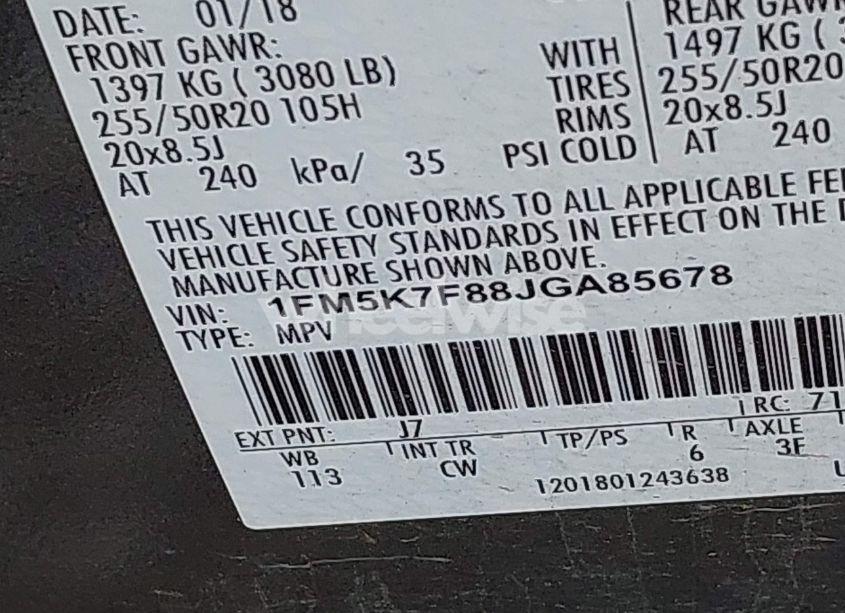 DATE: 01/18
FRONT GAWR:
1397 KG ( 3080 LB)
255/50R20 105H
20x8.5J
AT 240 kPa/ 35 PSI COLD
WITH
TIRES
RIMS
REAR GAWR
1497 KG (
255/50R20
20x8.5J
AT 240
THIS VEHICLE CONFORMS TO ALL APPLICABLE
VEHICLE SAFETY STANDARDS IN EFFECT ON THE
MANUFACTURE SHOWN ABOVE.
VIN: 1FM5K7F88JGA85678
TYPE: MPV
Wheelwise
EXT PNT: J7 RC: 71
WB INT TR TP/PS R AXLE
113 CW 6 3F
1201801243638